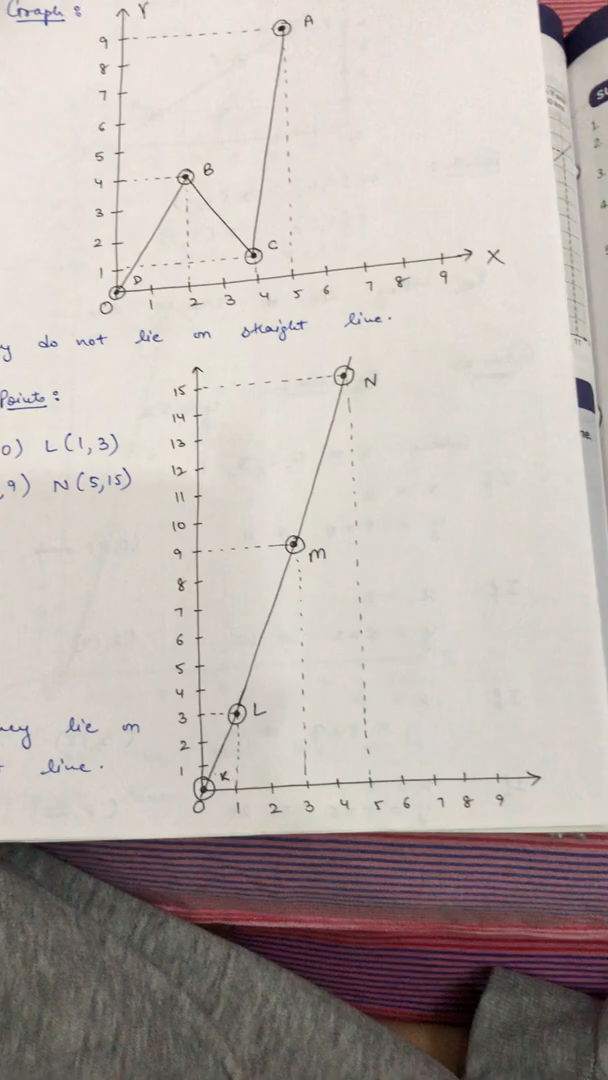 Graph :
Y
A
9
8
7
6
5
4
3
2
1
B
C
D
O
1 2 3 4 5 6 7 8 9
X
do not lie on straight line.
Points :
0) L(1,3)
,9) N(5,15)
15
14
13
12
11
10
9
8
7
6
5
4
3
2
1
N
M
L
K
lie on
line.
O
1 2 3 4 5 6 7 8 9